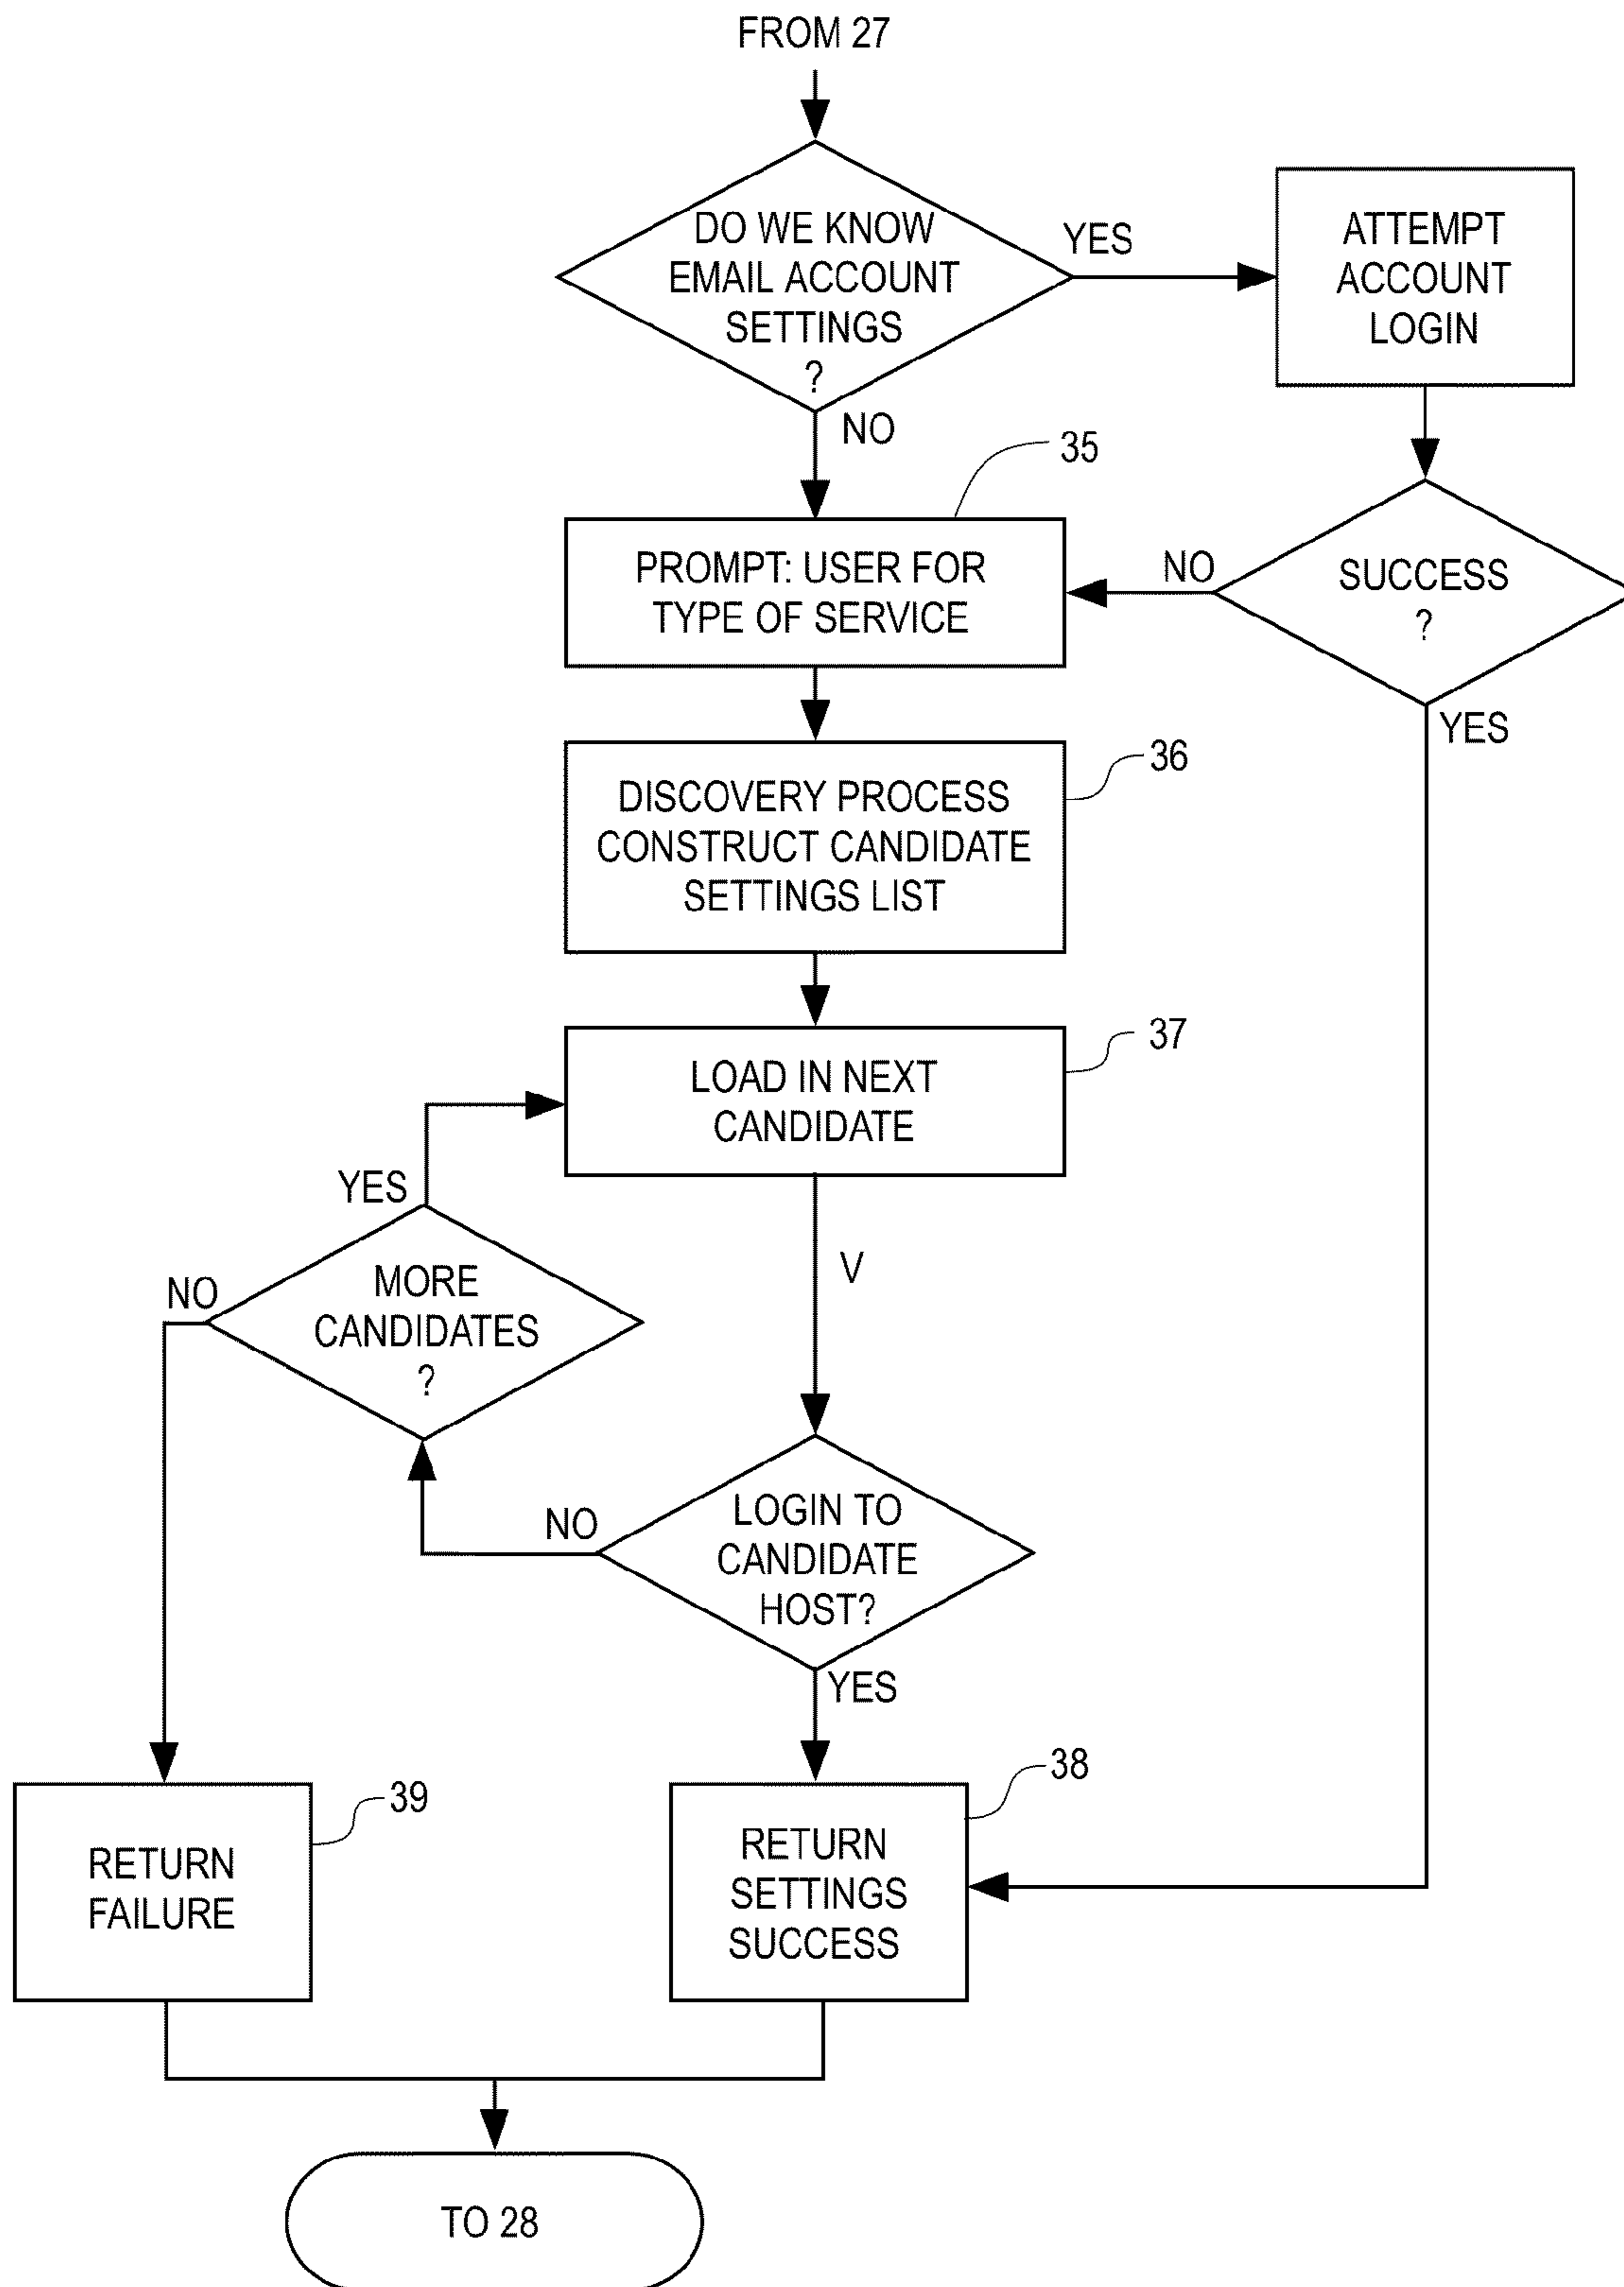 FROM 27
DO WE KNOW
EMAIL ACCOUNT
SETTINGS
?
YES
ATTEMPT
ACCOUNT
LOGIN
NO
35
PROMPT: USER FOR
TYPE OF SERVICE
NO
SUCCESS
?
YES
36
DISCOVERY PROCESS
CONSTRUCT CANDIDATE
SETTINGS LIST
37
LOAD IN NEXT
CANDIDATE
YES
V
NO
MORE
CANDIDATES
?
NO
LOGIN TO
CANDIDATE
HOST?
YES
38
39
RETURN
FAILURE
RETURN
SETTINGS
SUCCESS
TO 28